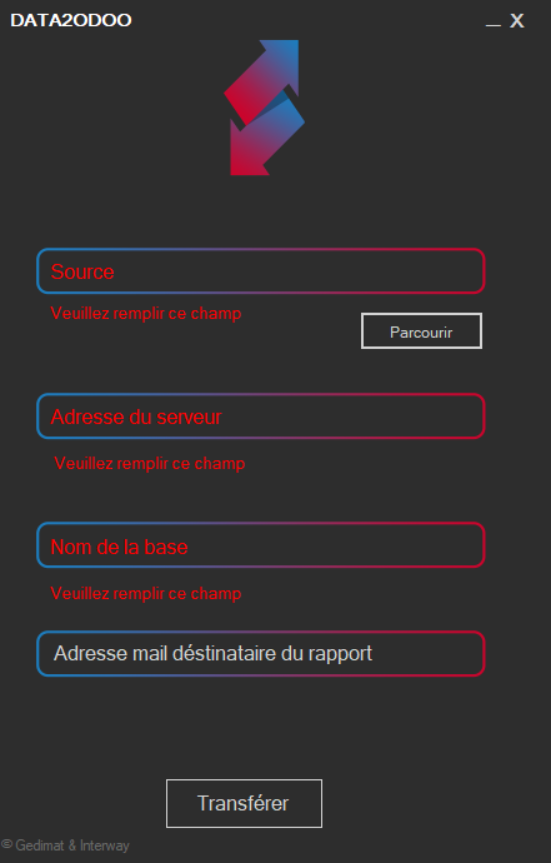 DATA2ODOO
_ X
Source
Veuillez remplir ce champ
Parcourir
Adresse du serveur
Veuillez remplir ce champ
Nom de la base
Veuillez remplir ce champ
Adresse mail déstinataire du rapport
Transférer
© Gedimat & Interway